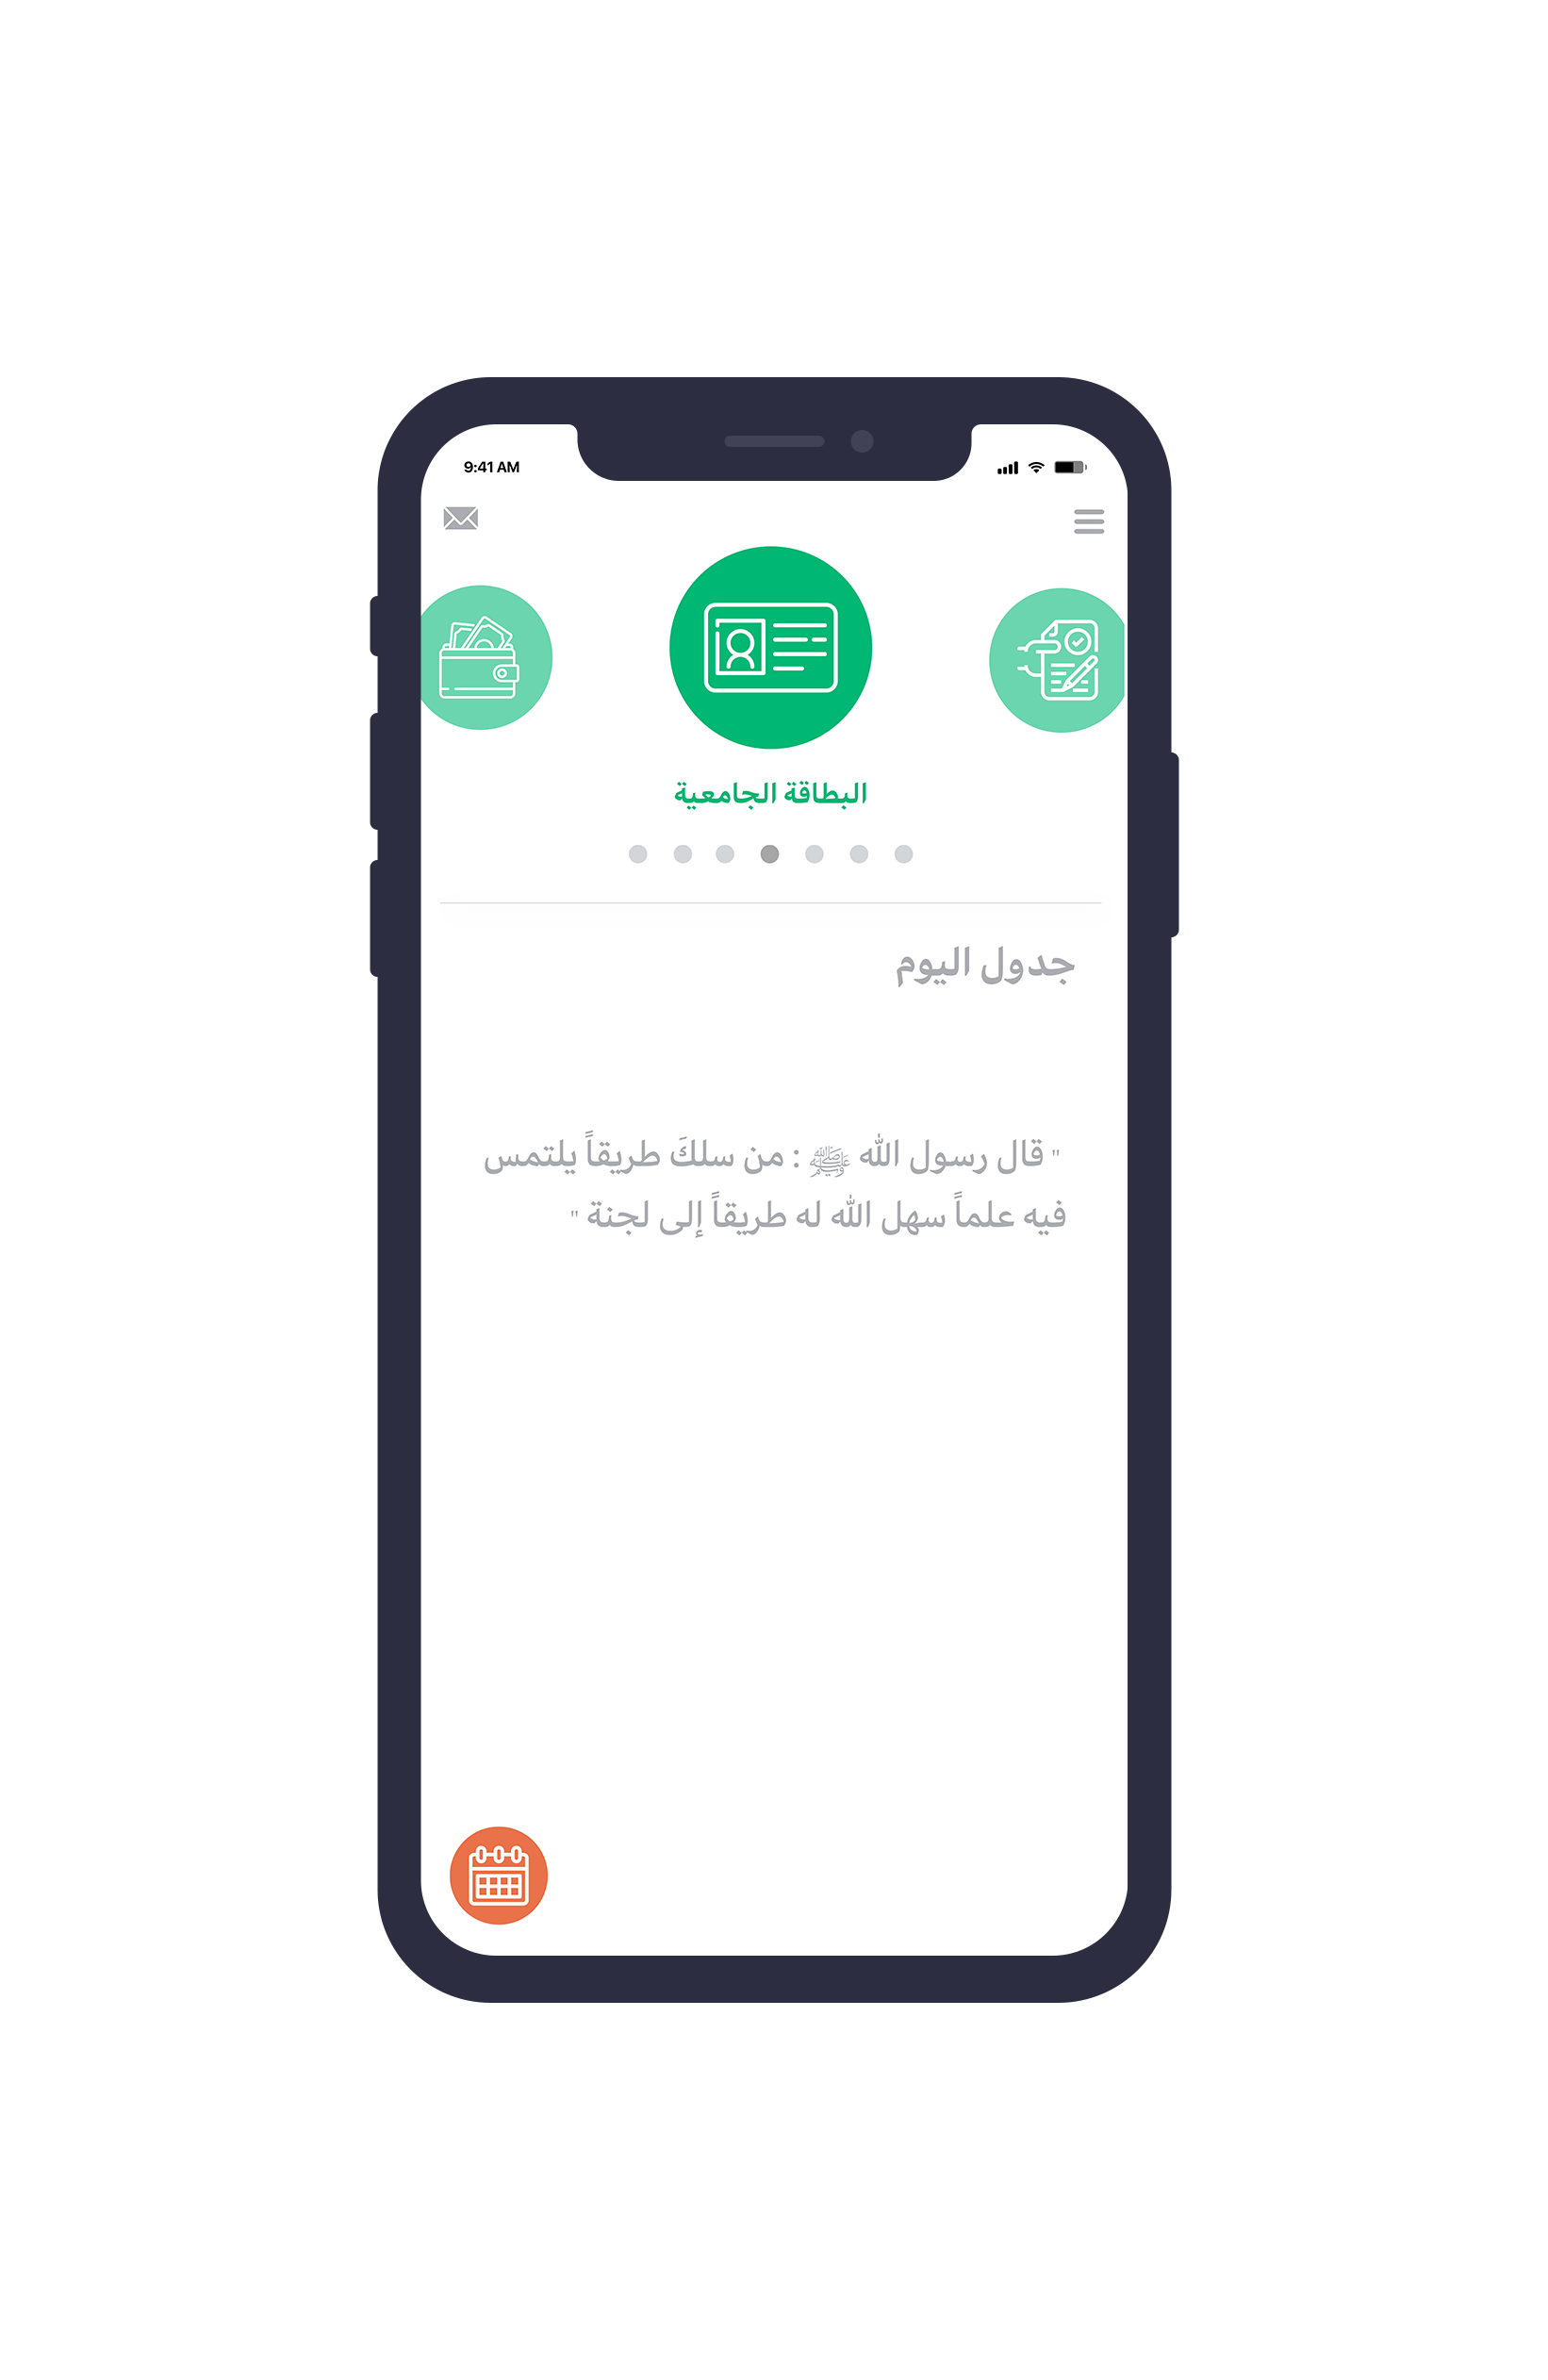 9:41 AM
البطاقة الجامعية
جدول اليوم
" قال رسول الله ﷺ : من سلكَ طريقاً يلتمس
فيه علماً سهل الله له طريقاً إلى لجنة "